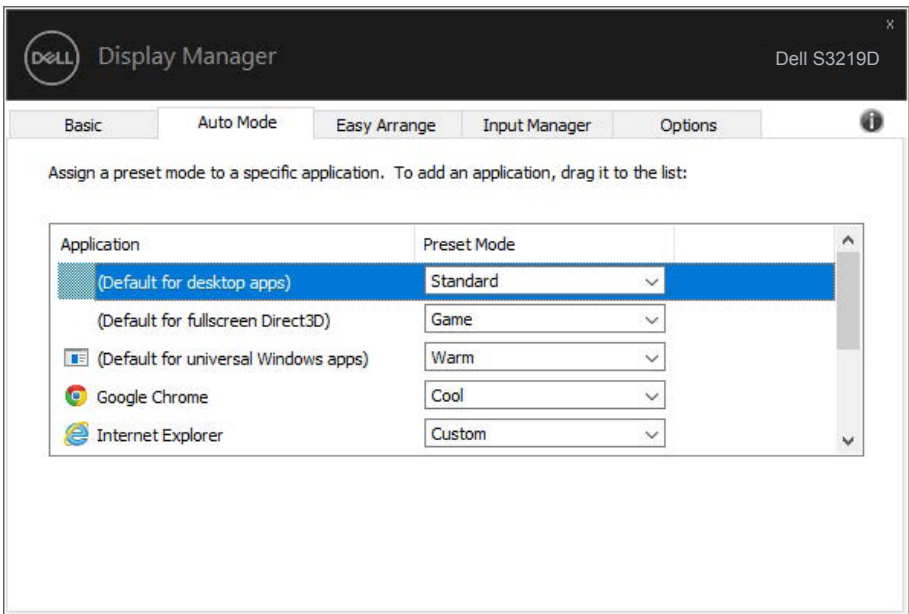 x
DELL Display Manager Dell S3219D
Basic Auto Mode Easy Arrange Input Manager Options
Assign a preset mode to a specific application. To add an application, drag it to the list:
Application Preset Mode
(Default for desktop apps) Standard
(Default for fullscreen Direct3D) Game
(Default for universal Windows apps) Warm
Google Chrome Cool
Internet Explorer Custom